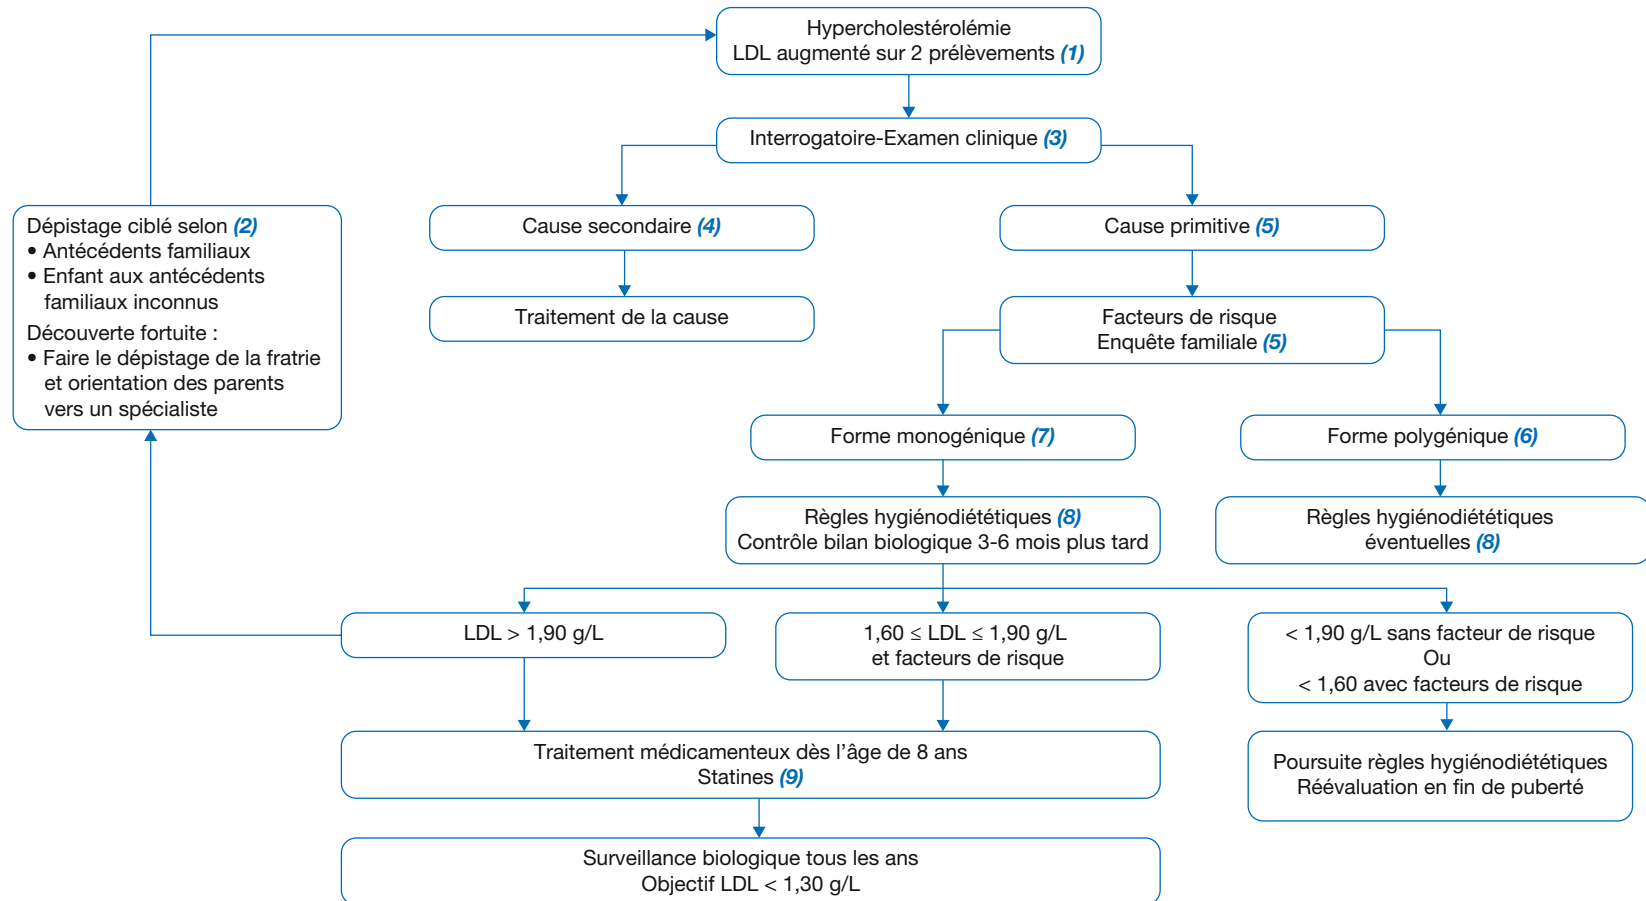 Hypercholestérolémie
LDL augmenté sur 2 prélèvements (1)
Interrogatoire-Examen clinique (3)
Dépistage ciblé selon (2)
• Antécédents familiaux
• Enfant aux antécédents
familiaux inconnus
Découverte fortuite :
• Faire le dépistage de la fratrie
et orientation des parents
vers un spécialiste
Cause secondaire (4)
Cause primitive (5)
Traitement de la cause
Facteurs de risque
Enquête familiale (5)
Forme monogénique (7)
Forme polygénique (6)
Règles hygiénodiététiques (8)
Contrôle bilan biologique 3-6 mois plus tard
Règles hygiénodiététiques
éventuelles (8)
LDL > 1,90 g/L
1,60 ≤ LDL ≤ 1,90 g/L
et facteurs de risque
< 1,90 g/L sans facteur de risque
Ou
< 1,60 avec facteurs de risque
Traitement médicamenteux dès l’âge de 8 ans
Statines (9)
Poursuite règles hygiénodiététiques
Réévaluation en fin de puberté
Surveillance biologique tous les ans
Objectif LDL < 1,30 g/L